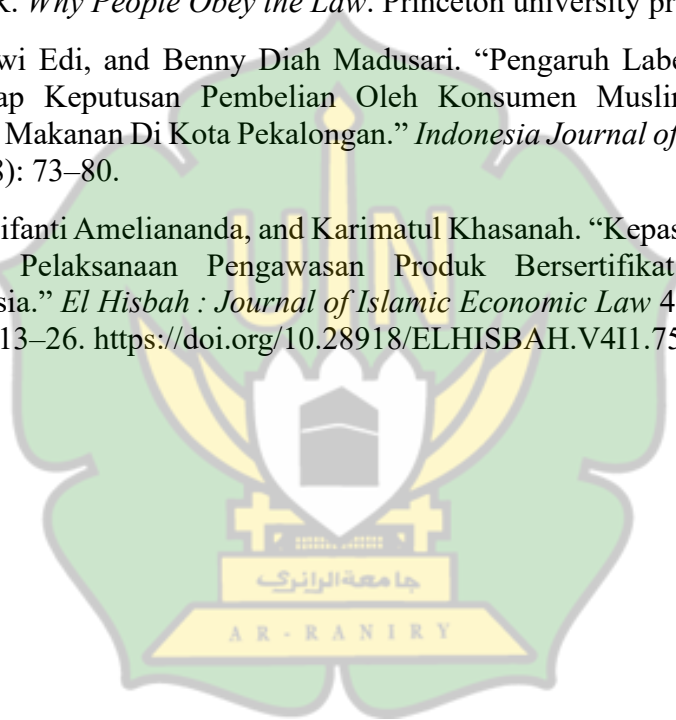 R. Why People Obey the Law. Princeton university pr
wi Edi, and Benny Diah Madusari. “Pengaruh Labe
ap Keputusan Pembelian Oleh Konsumen Muslin
Makanan Di Kota Pekalongan.” Indonesia Journal of
8): 73–80.
ifanti Ameliananda, and Karimatul Khasanah. “Kepas
Pelaksanaan Pengawasan Produk Bersertifikat
sia.” El Hisbah : Journal of Islamic Economic Law 4
13–26. https://doi.org/10.28918/ELHISBAH.V4I1.75
UIN
جامعةالرانري
AR-RANIRY